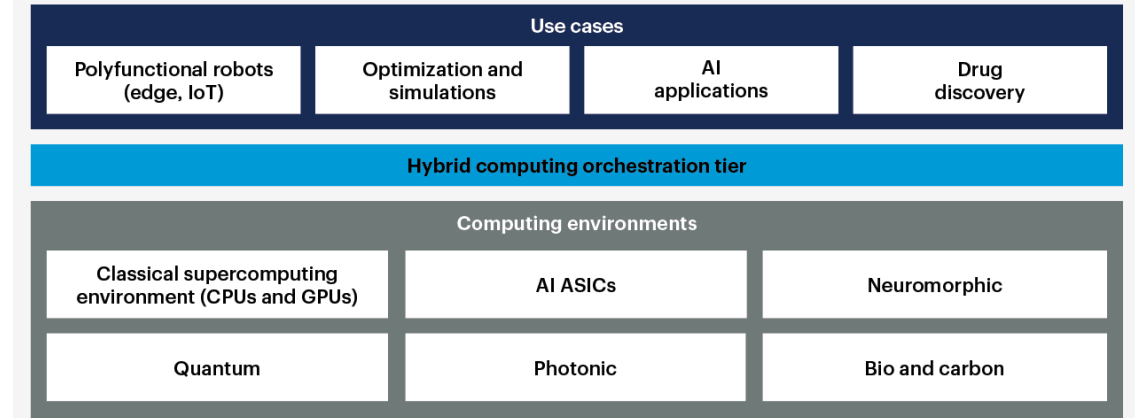 Use cases
Polyfunctional robots
(edge, IoT)
Optimization and
simulations
AI
applications
Drug
discovery
Hybrid computing orchestration tier
Computing environments
Classical supercomputing
environment (CPUs and GPUs)
AI ASICs
Neuromorphic
Quantum
Photonic
Bio and carbon